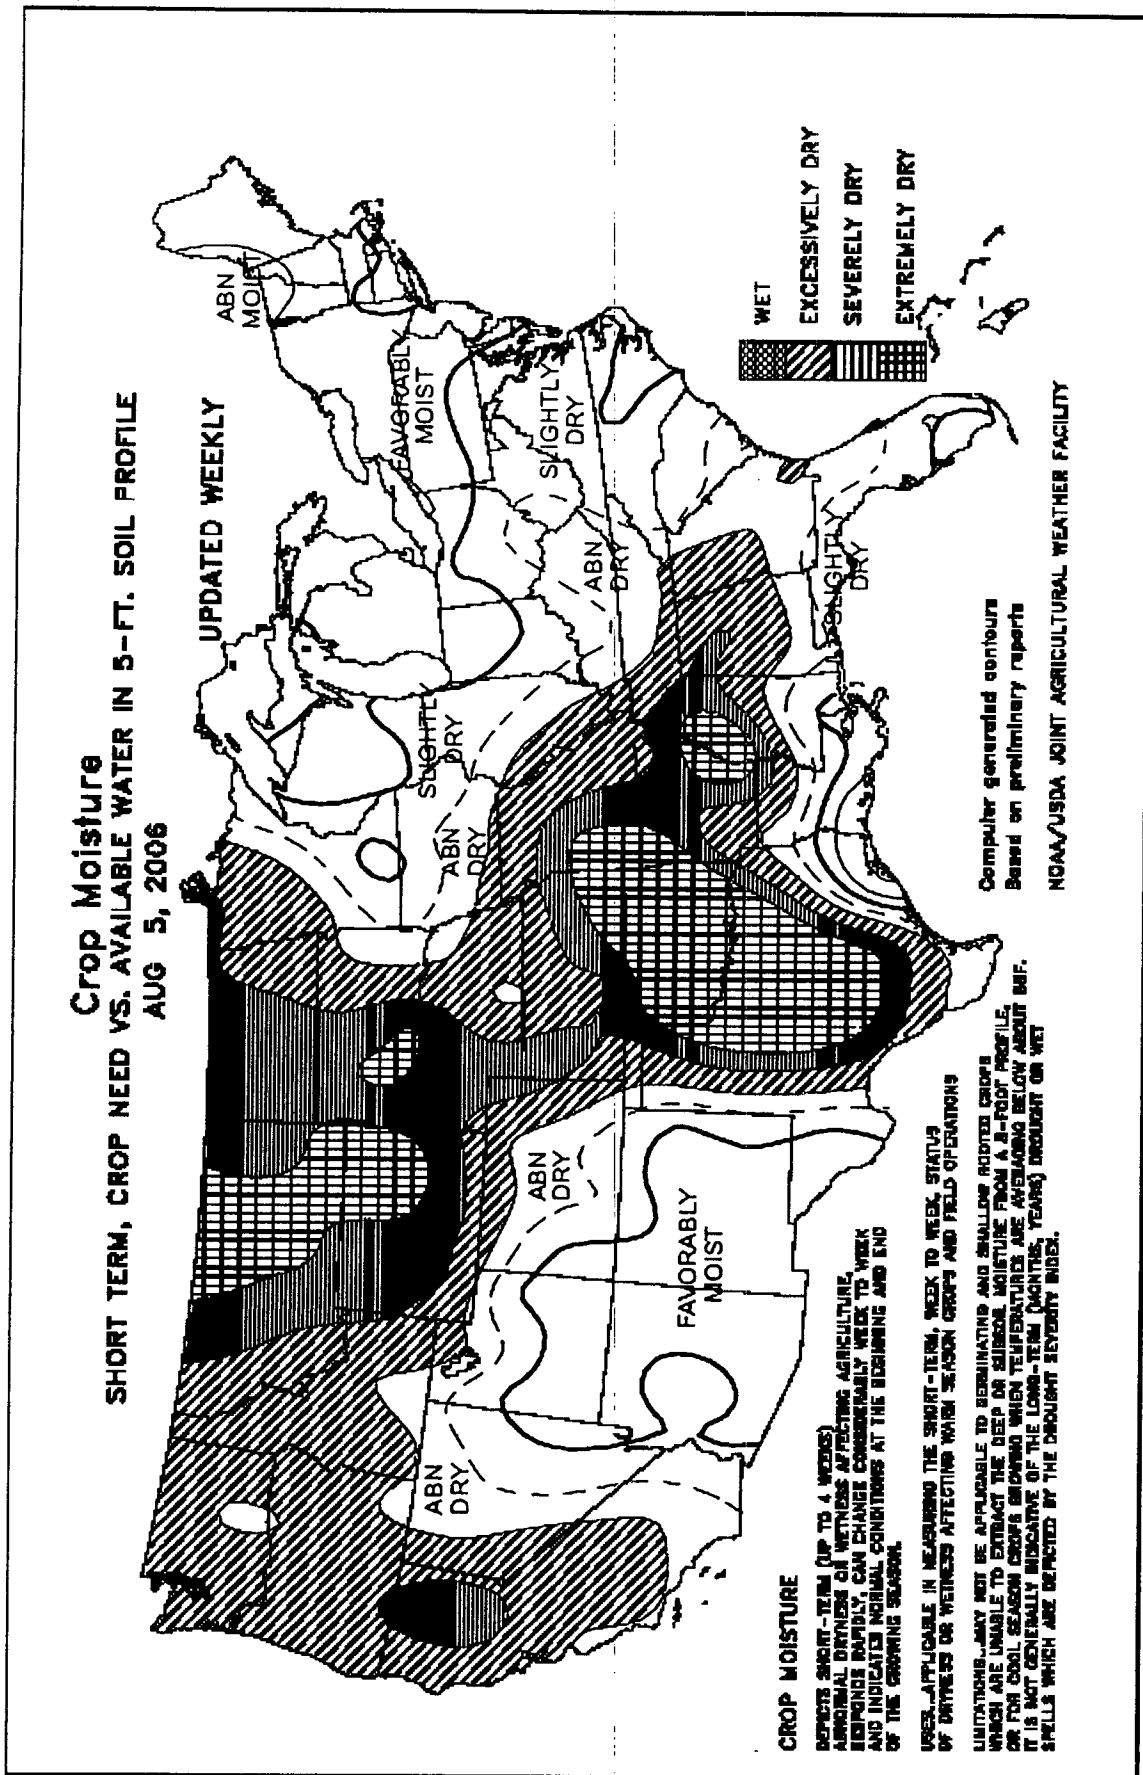 Crop Moisture
SHORT TERM, CROP NEED VS. AVAILABLE WATER IN 5-FT. SOIL PROFILE
AUG 5, 2006
UPDATED WEEKLY
ABN
MOIST
FAVORABLY
MOIST
SLIGHTLY
DRY
ABN
DRY
SLIGHTLY
DRY
ABN
DRY
SLIGHTLY
DRY
ABN
DRY
FAVORABLY
MOIST
ABN
DRY
WET
EXCESSIVELY DRY
SEVERELY DRY
EXTREMELY DRY
CROP MOISTURE
DEPICTS SHORT-TERM (UP TO 4 WEEKS)
ABNORMAL DRYNESS OR WETNESS AFFECTING AGRICULTURE,
RESPONDS RAPIDLY, CAN CHANGE CONSIDERABLY WEEK TO WEEK
AND INDICATES NORMAL CONDITIONS AT THE BEGINNING AND END
OF THE GROWING SEASON.
USES...APPLICABLE IN MEASURING THE SHORT-TERM, WEEK TO WEEK, STATUS
OF DRYNESS OR WETNESS AFFECTING WARM SEASON CROPS AND FIELD OPERATIONS
LIMITATIONS...MAY NOT BE APPLICABLE TO GERMINATING AND SHALLOW ROOTED CROPS
WHICH ARE UNABLE TO EXTRACT THE DEEP OR SUBSOIL MOISTURE FROM A 5-FOOT PROFILE,
OR FOR COOL SEASON CROPS GROWING WHEN TEMPERATURES ARE AVERAGING BELOW ABOUT
IT IS NOT GENERALLY INDICATIVE OF THE LONG-TERM (MONTHS, YEARS) DROUGHT OR WET
SPELLS WHICH ARE DEPICTED BY THE DROUGHT SEVERITY INDEX.
Computer generated contours
Based on preliminary reports
NOAA/USDA JOINT AGRICULTURAL WEATHER FACILITY